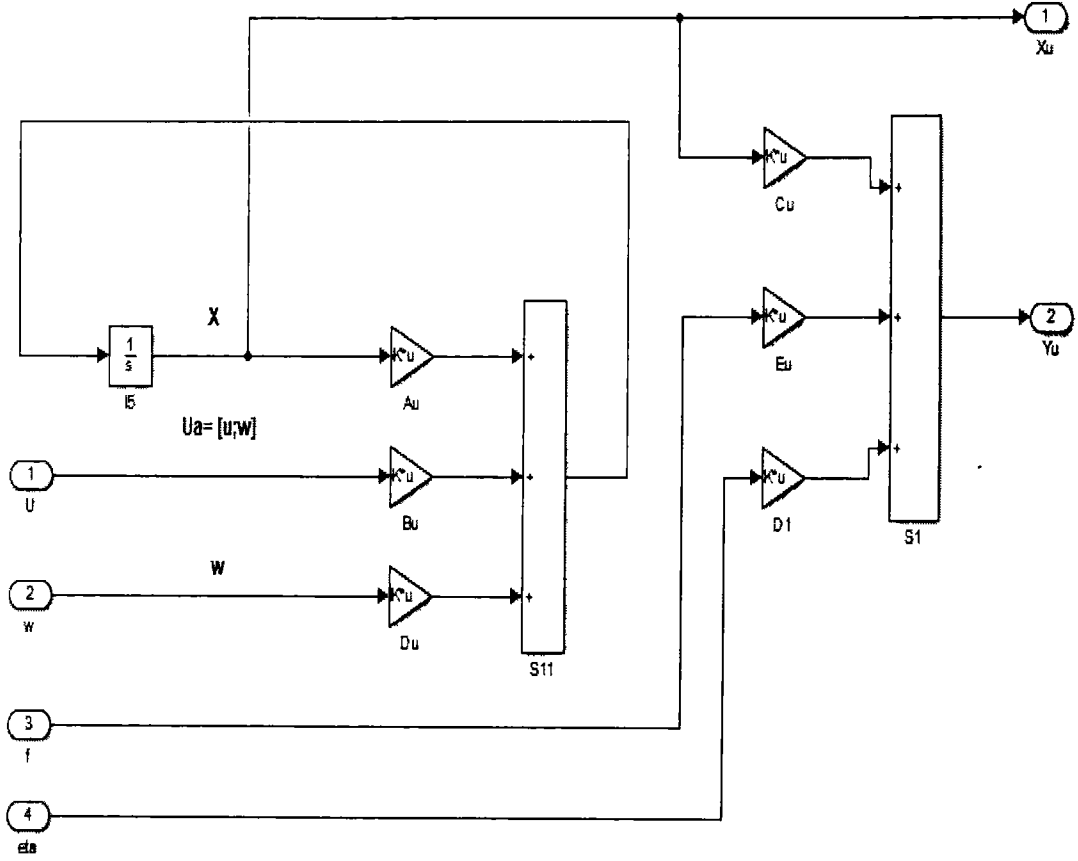 1
Xu
K*u
Cu
+
X
1
s
I5
K*u
Au
+
K*u
Eu
+
2
Yu
Ua= [u;w]
1
U
K*u
Bu
+
K*u
D1
+
S1
w
2
w
K*u
Du
+
S11
3
f
4
eta